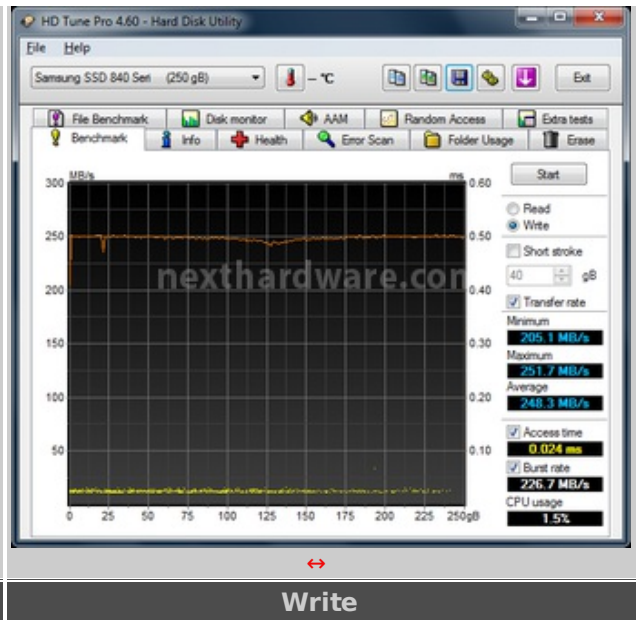 HD Tune Pro 4.60 - Hard Disk Utility
File Help
Samsung SSD 840 Seri (250 gB) – °C Exit
File Benchmark Disk monitor AAM Random Access Extra tests
Benchmark Info Health Error Scan Folder Usage Erase
MB/s ms
300 0.60
250 0.50
200 0.40
150 0.30
100 0.20
50 0.10
0 25 50 75 100 125 150 175 200 225 250gB
nexthardware.com
Start
Read
Write
Short stroke
40 gB
Transfer rate
Minimum
205.1 MB/s
Maximum
251.7 MB/s
Average
248.3 MB/s
Access time
0.024 ms
Burst rate
226.7 MB/s
CPU usage
1.5%
Write